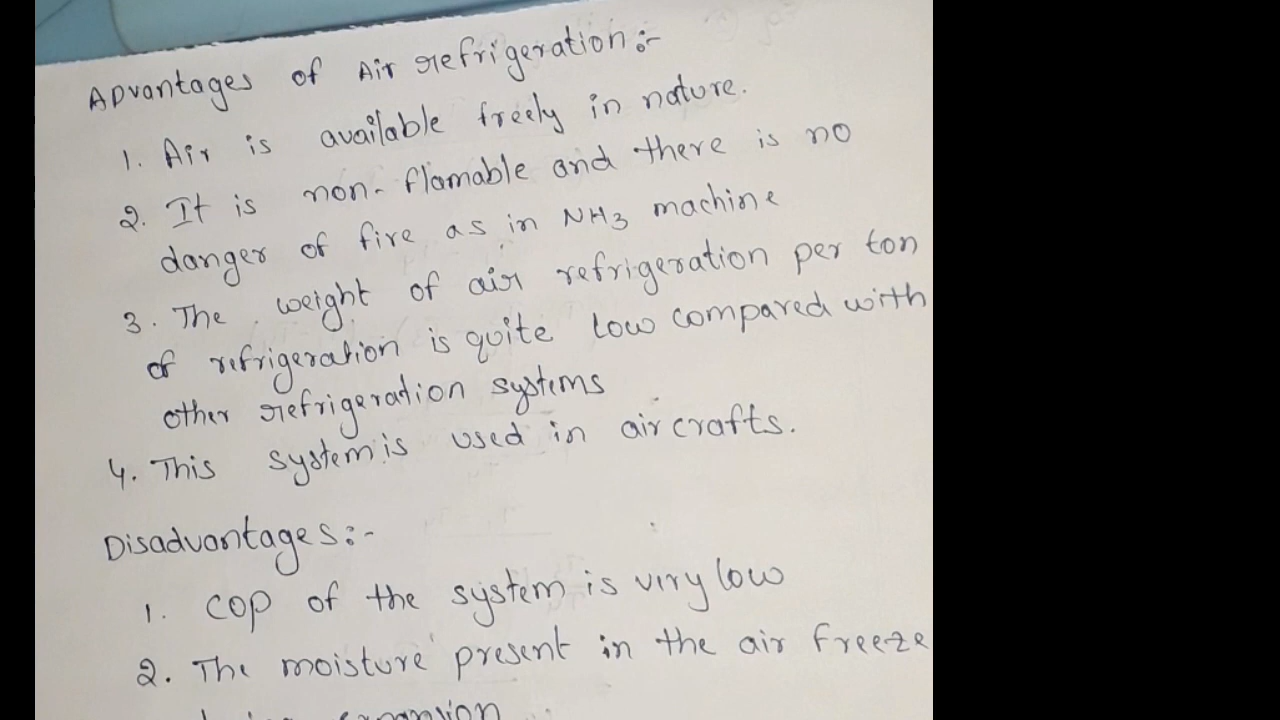 Advantages of Air refrigeration:-
1. Air is available freely in nature.
2. It is non-flamable and there is no
danger of fire as in NH3 machine
3. The weight of air refrigeration per ton
of refrigeration is quite low compared with
other refrigeration systems
4. This system is used in aircrafts.
Disadvantages:-
1. COP of the system is very low
2. The moisture present in the air freeze
expansion